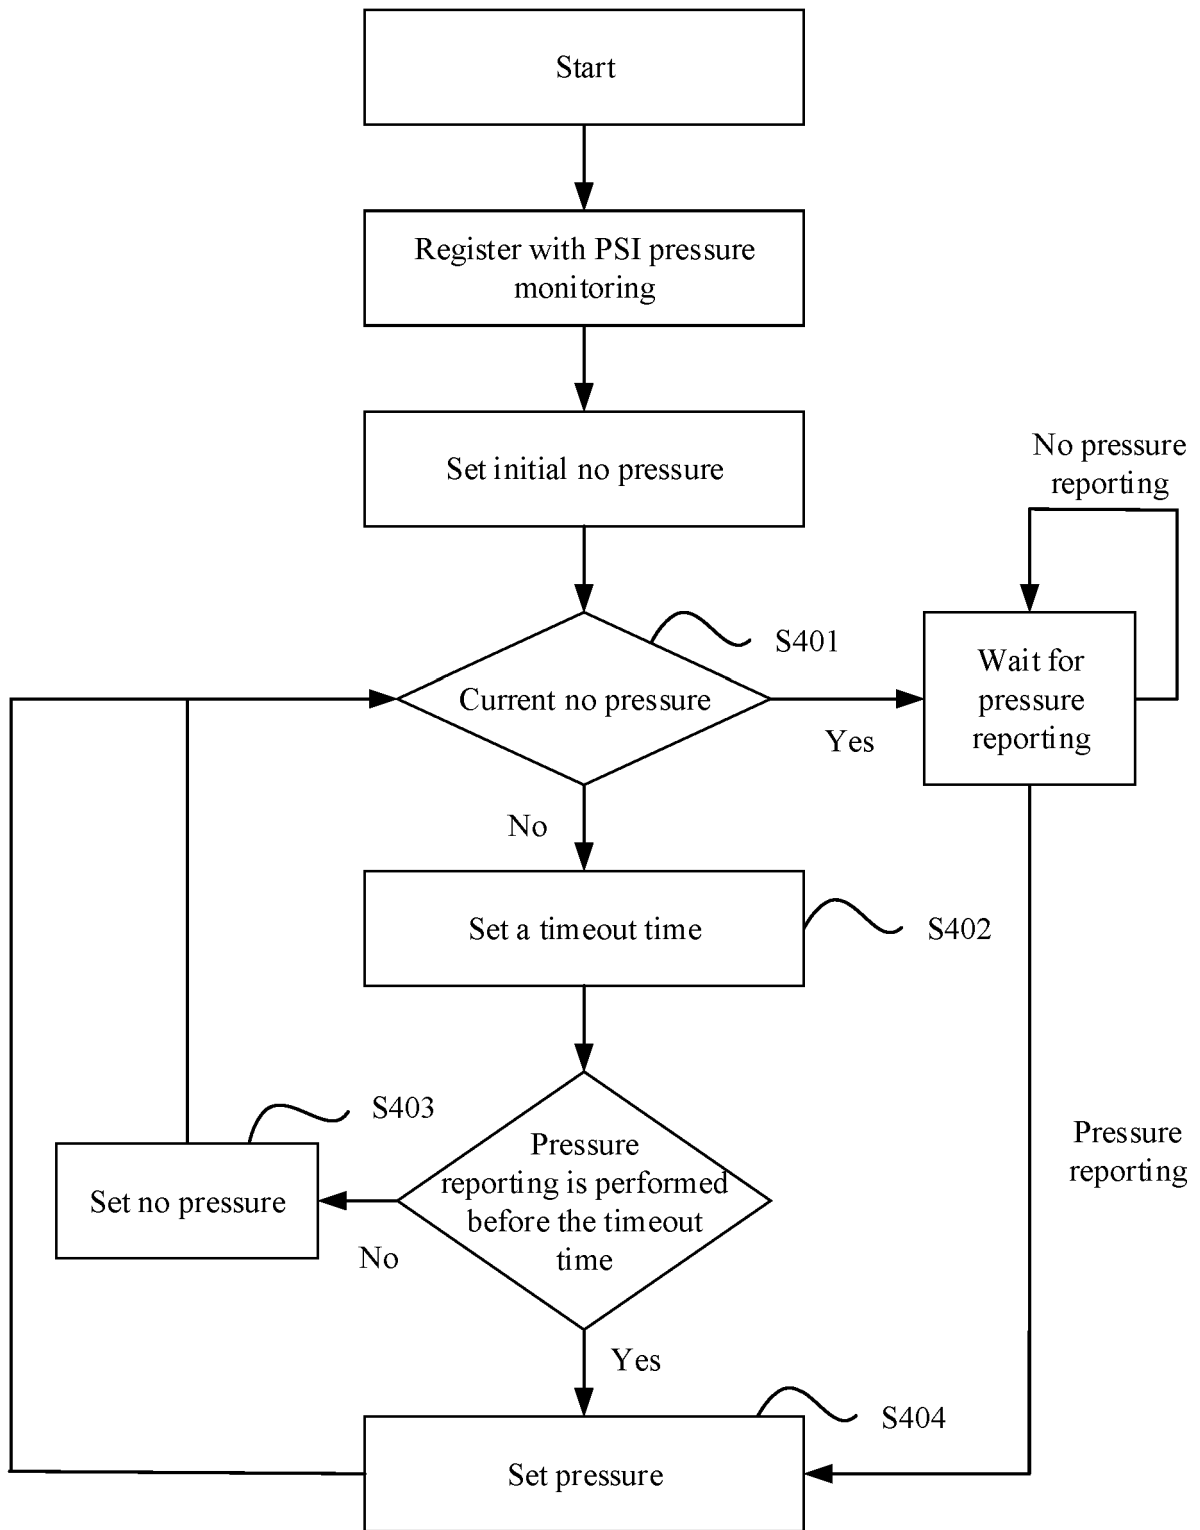 Start
Register with PSI pressure
monitoring
Set initial no pressure
No pressure
reporting
S401
Current no pressure
Yes
Wait for
pressure
reporting
No
Set a timeout time
S402
S403
Set no pressure
No
Pressure
reporting is performed
before the timeout
time
Pressure
reporting
Yes
S404
Set pressure